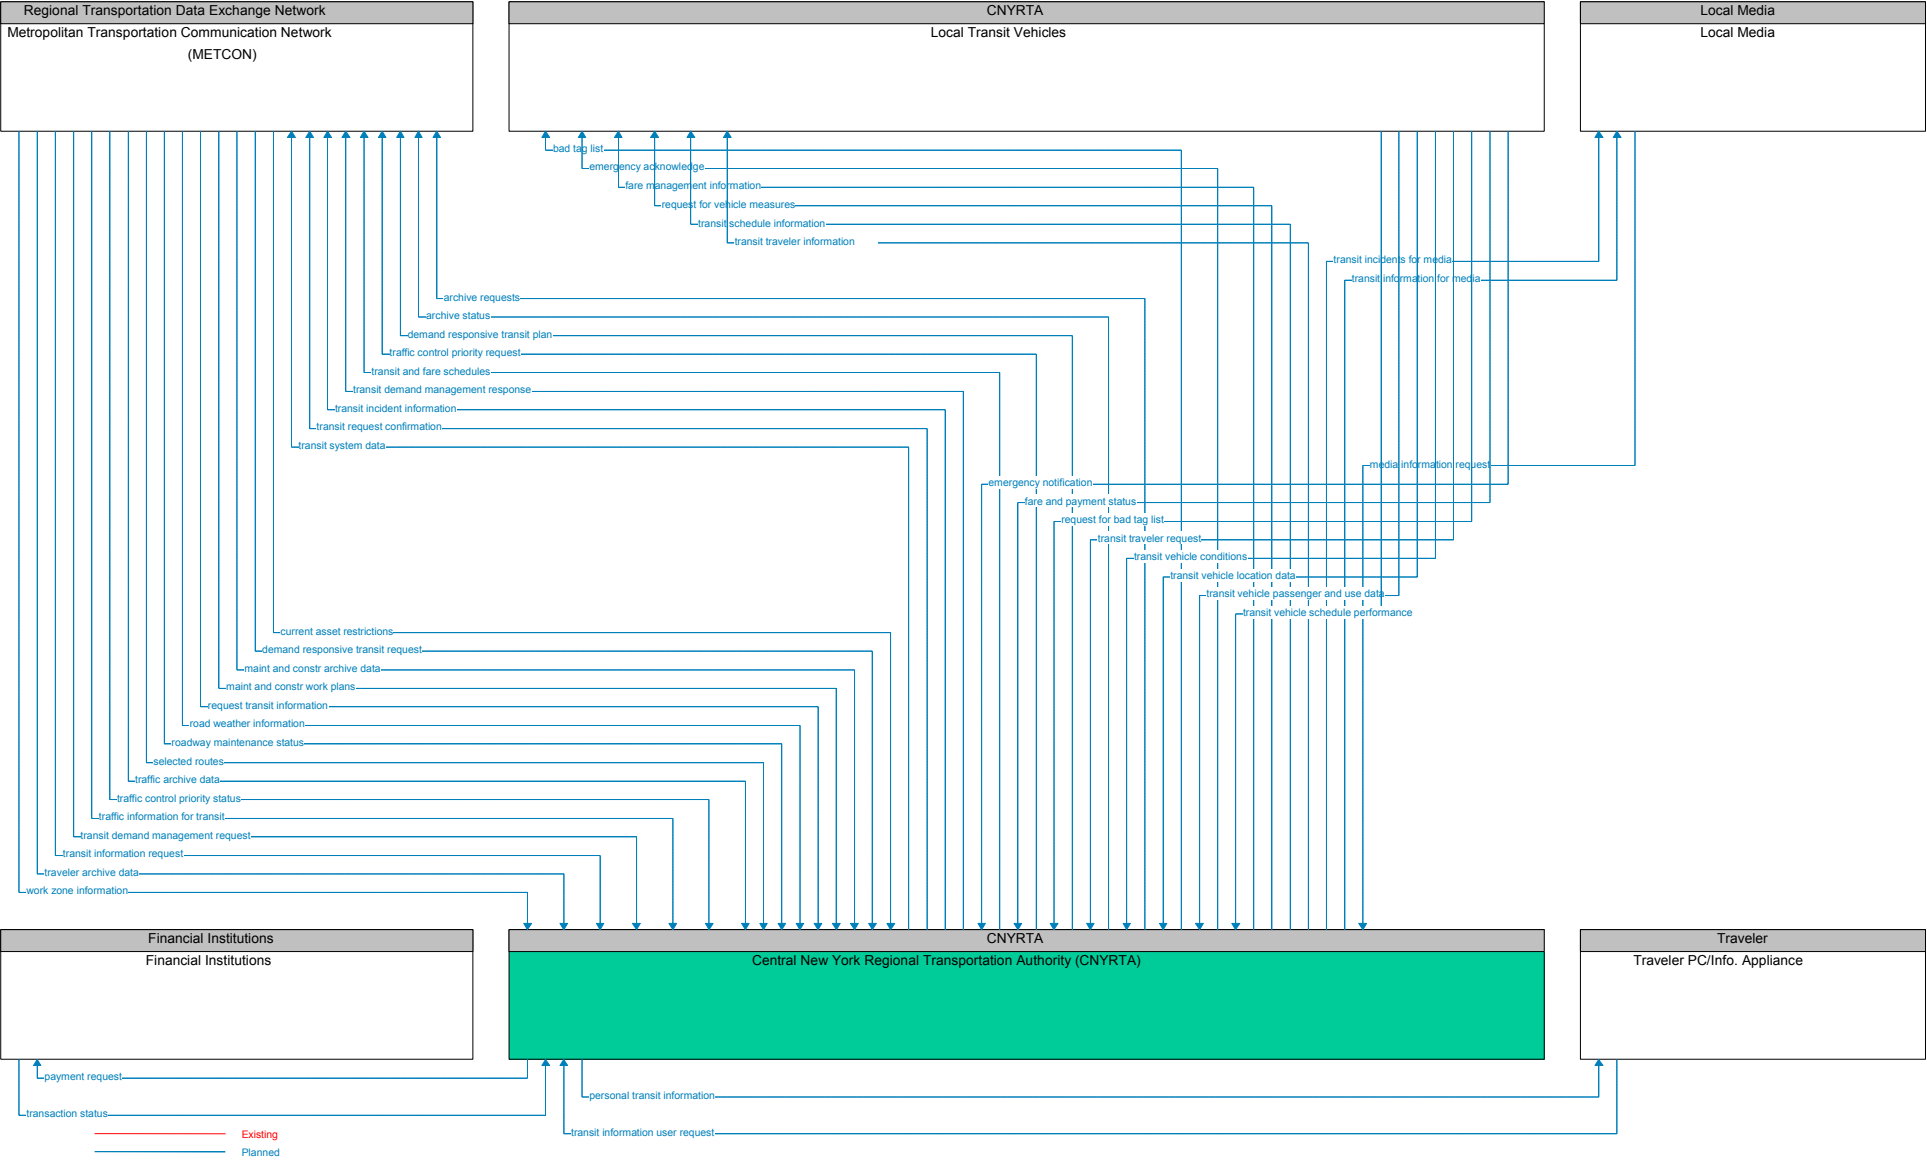 Regional Transportation Data Exchange Network
Metropolitan Transportation Communication Network
(METCON)
CNYRTA
Local Transit Vehicles
Local Media
Local Media
bad tag list
emergency acknowledge
fare management information
request for vehicle measures
transit schedule information
transit traveler information
transit incidents for media
transit information for media
archive requests
archive status
demand responsive transit plan
traffic control priority request
transit and fare schedules
transit demand management response
transit incident information
transit request confirmation
transit system data
media information request
emergency notification
fare and payment status
request for bad tag list
transit traveler request
transit vehicle conditions
transit vehicle location data
transit vehicle passenger and use data
transit vehicle schedule performance
current asset restrictions
demand responsive transit request
maint and constr archive data
maint and constr work plans
request transit information
road weather information
roadway maintenance status
selected routes
traffic archive data
traffic control priority status
traffic information for transit
transit demand management request
transit information request
traveler archive data
work zone information
Financial Institutions
Financial Institutions
CNYRTA
Central New York Regional Transportation Authority (CNYRTA)
Traveler
Traveler PC/Info. Appliance
payment request
personal transit information
transaction status
transit information user request
Existing
Planned